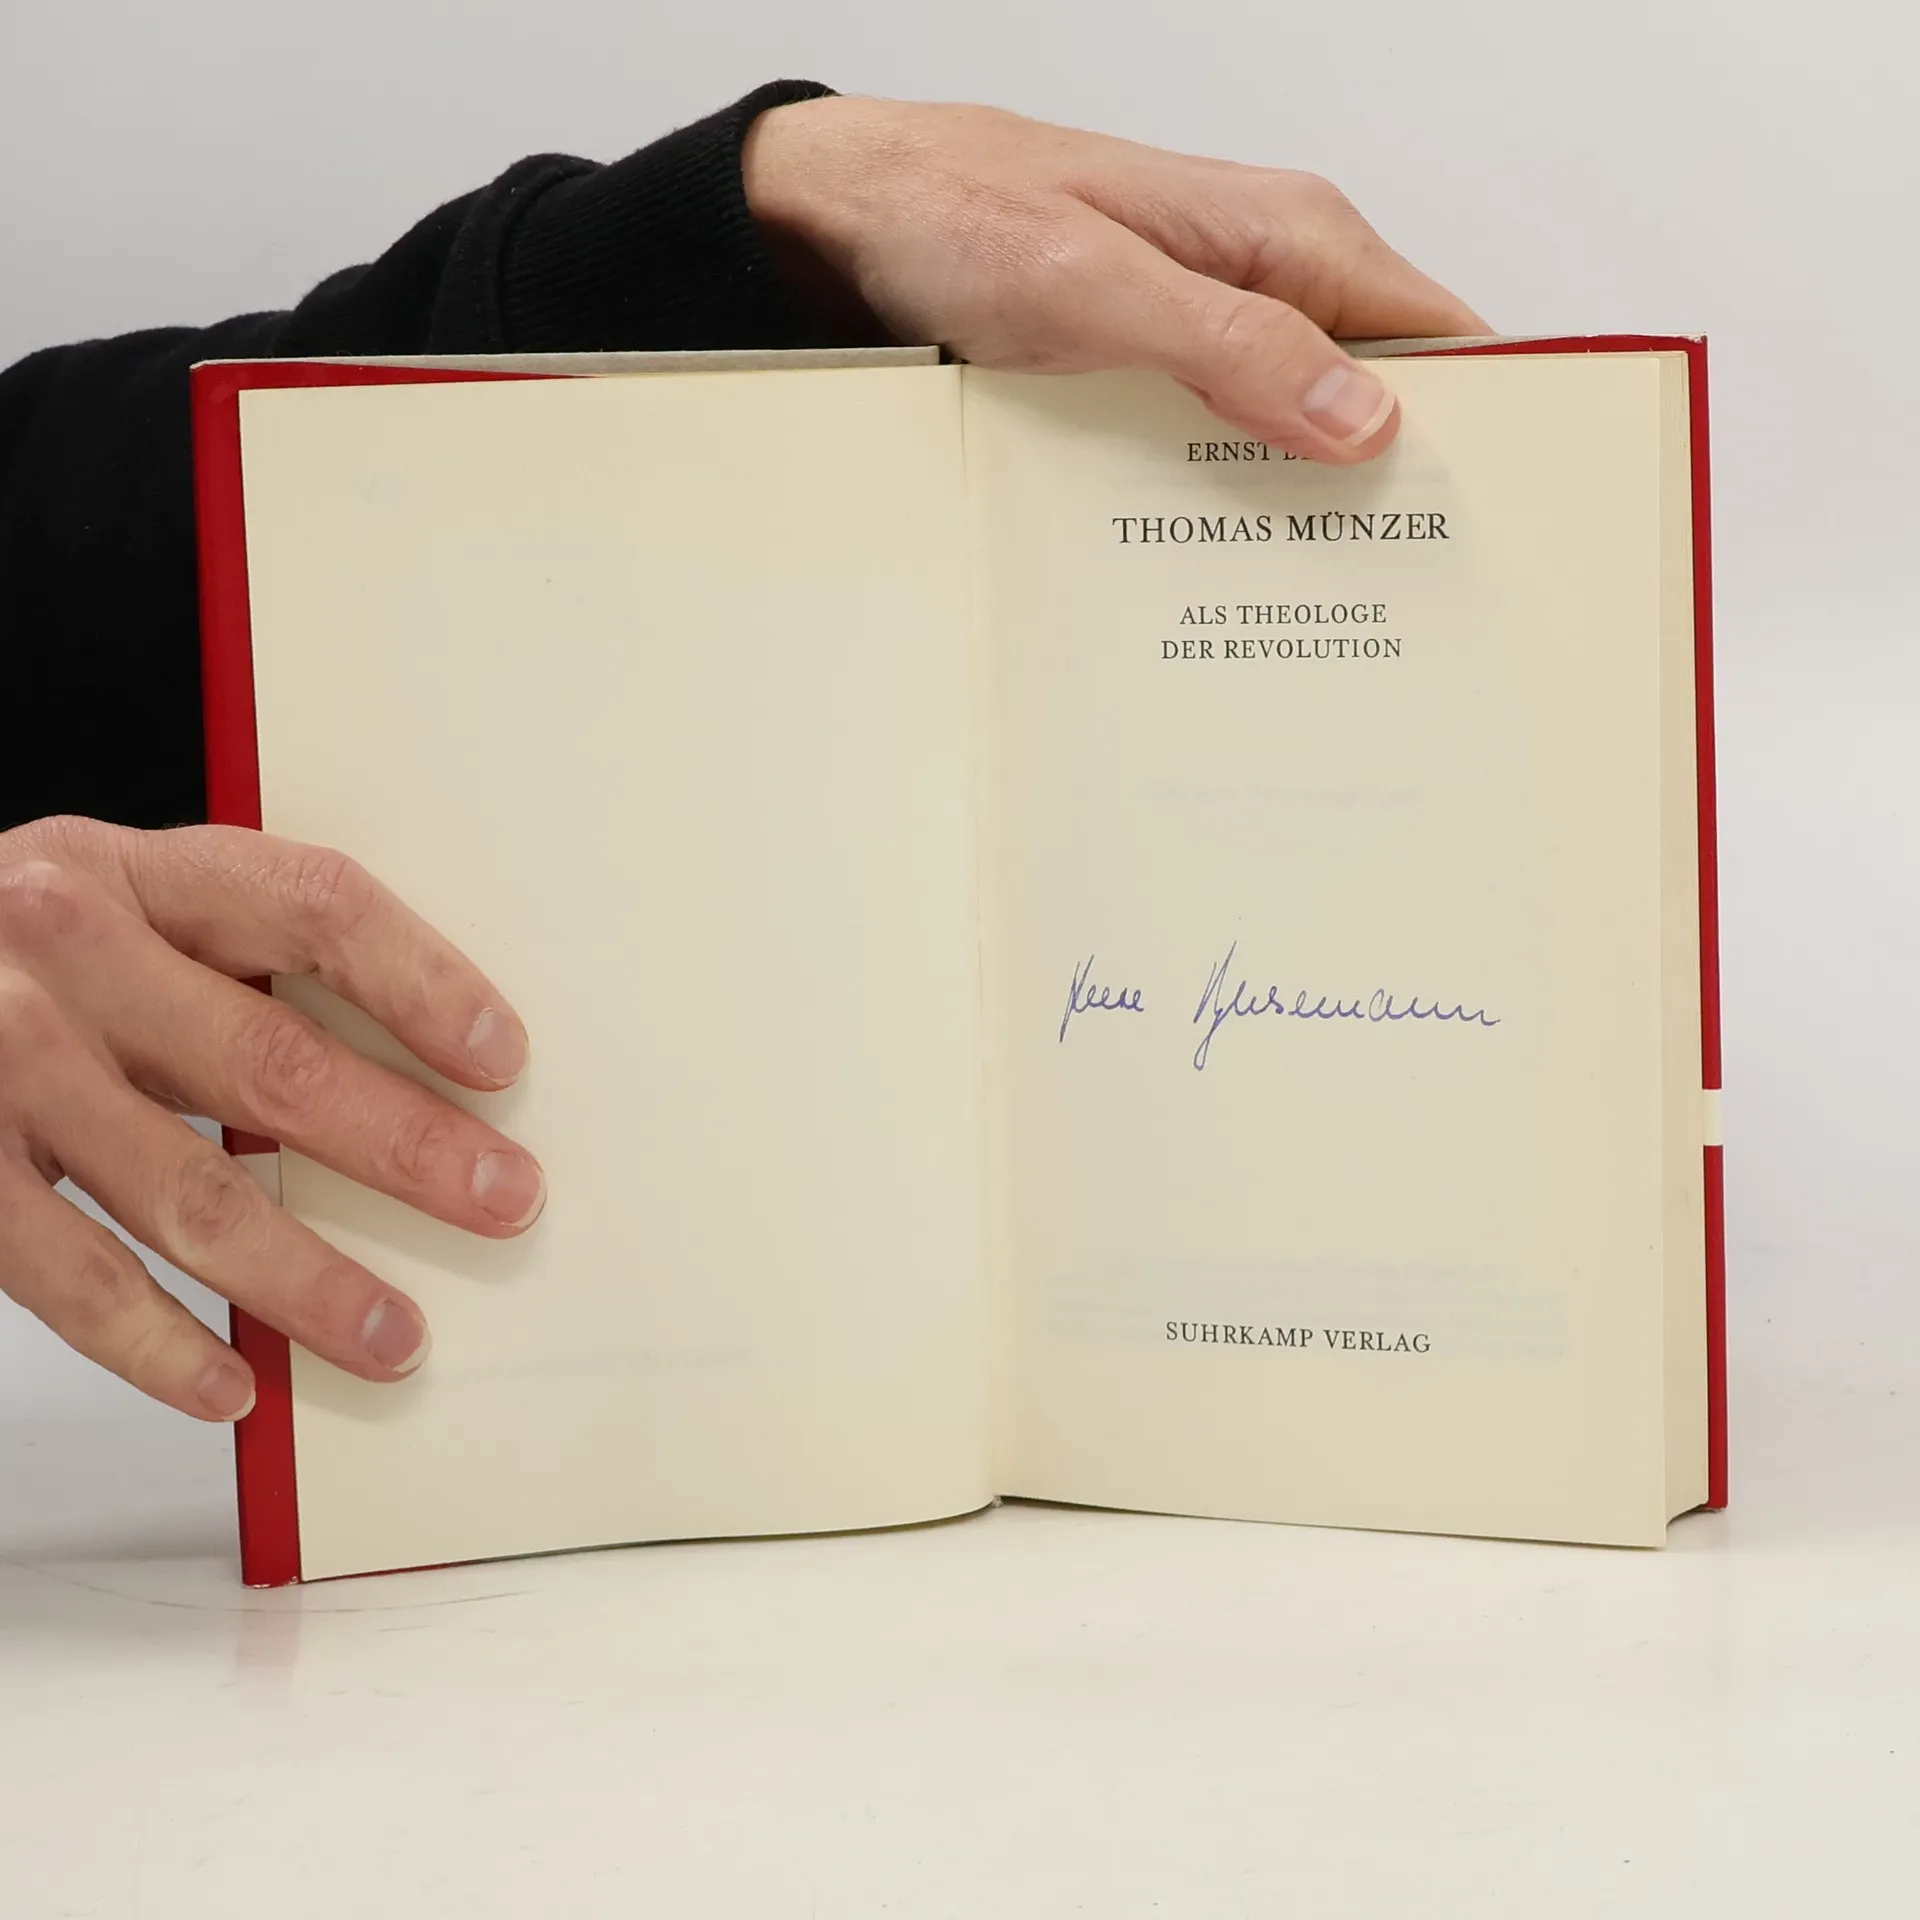 ERNST
THOMAS MÜNZER
ALS THEOLOGE
DER REVOLUTION
SUHRKAMP VERLAG